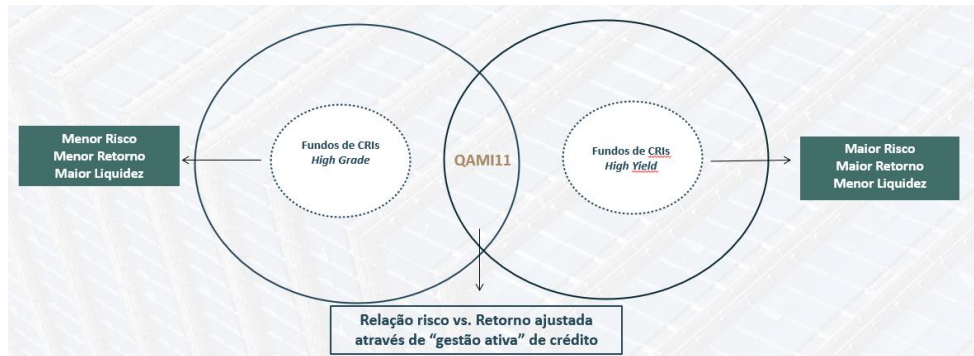 Menor Risco
Menor Retorno
Maior Liquidez
Fundos de CRIs
High Grade
QAMI11
Fundos de CRIs
High Yield
Maior Risco
Maior Retorno
Menor Liquidez
Relação risco vs. Retorno ajustada
através de “gestão ativa” de crédito